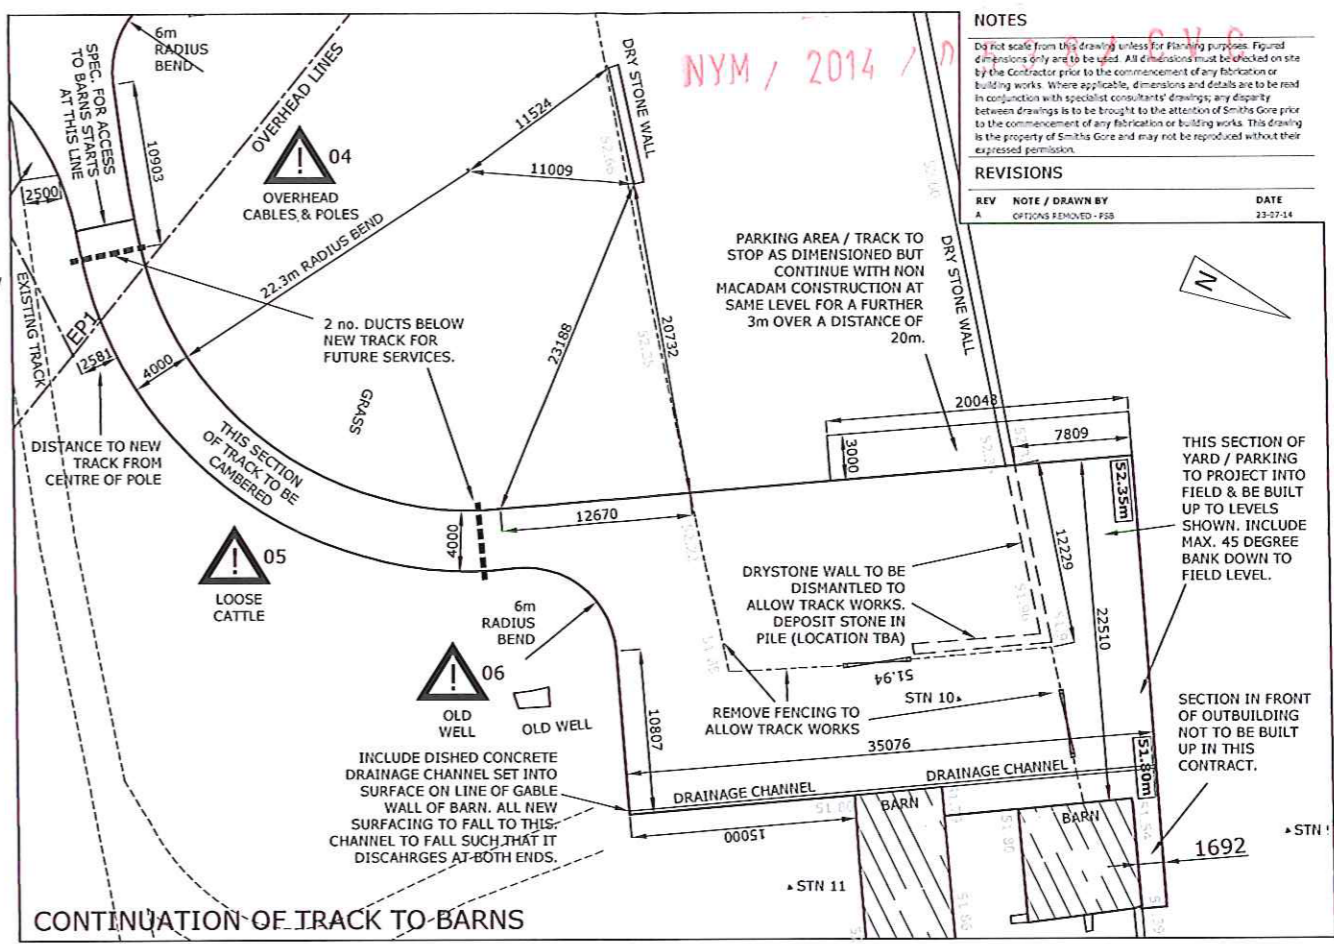 NOTES
Do not scale from this drawing unless for Planning purposes. Figured
dimensions only are to be used. All dimensions must be checked on site
by the Contractor prior to the commencement of any fabrication or
building works. Where applicable, dimensions and details are to be read
in conjunction with specialist consultants' drawings; any disparity
between drawings is to be brought to the attention of Smiths Gore prior
to the commencement of any fabrication or building works. This drawing
is the property of Smiths Gore and may not be reproduced without their
expressed permission.
REVISIONS
REV NOTE / DRAWN BY DATE
A OPTIONS REMOVED - PSB 23-07-14
NYM / 2014 /
6m
RADIUS
BEND
SPEC. FOR ACCESS
TO BARNS STARTS
AT THIS LINE
10903
2500
OVERHEAD LINES
04
OVERHEAD
CABLES & POLES
11524
11009
DRY STONE WALL
52.66
22.3m RADIUS BEND
EXISTING TRACK
EP1
2581
4000
2 no. DUCTS BELOW
NEW TRACK FOR
FUTURE SERVICES.
23188
20732
52.25
GRASS
PARKING AREA / TRACK TO
STOP AS DIMENSIONED BUT
CONTINUE WITH NON
MACADAM CONSTRUCTION AT
SAME LEVEL FOR A FURTHER
3m OVER A DISTANCE OF
20m.
DRY STONE WALL
N
20048
7809
3000
52.35m
DISTANCE TO NEW
TRACK FROM
CENTRE OF POLE
THIS SECTION
OF TRACK TO BE
CAMBERED
12670
4000
12229
22510
THIS SECTION OF
YARD / PARKING
TO PROJECT INTO
FIELD & BE BUILT
UP TO LEVELS
SHOWN. INCLUDE
MAX. 45 DEGREE
BANK DOWN TO
FIELD LEVEL.
05
LOOSE
CATTLE
6m
RADIUS
BEND
DRYSTONE WALL TO BE
DISMANTLED TO
ALLOW TRACK WORKS.
DEPOSIT STONE IN
PILE (LOCATION TBA)
51.96
51.94
06
OLD
WELL
OLD WELL
10807
REMOVE FENCING TO
ALLOW TRACK WORKS
STN 10
35076
51.80m
SECTION IN FRONT
OF OUTBUILDING
NOT TO BE BUILT
UP IN THIS
CONTRACT.
INCLUDE DISHED CONCRETE
DRAINAGE CHANNEL SET INTO
SURFACE ON LINE OF GABLE
WALL OF BARN. ALL NEW
SURFACING TO FALL TO THIS.
CHANNEL TO FALL SUCH THAT IT
DISCAHRGES AT BOTH ENDS.
DRAINAGE CHANNEL
DRAINAGE CHANNEL
15000
BARN
BARN
51.80
1692
STN 11
STN
CONTINUATION OF TRACK TO BARNS